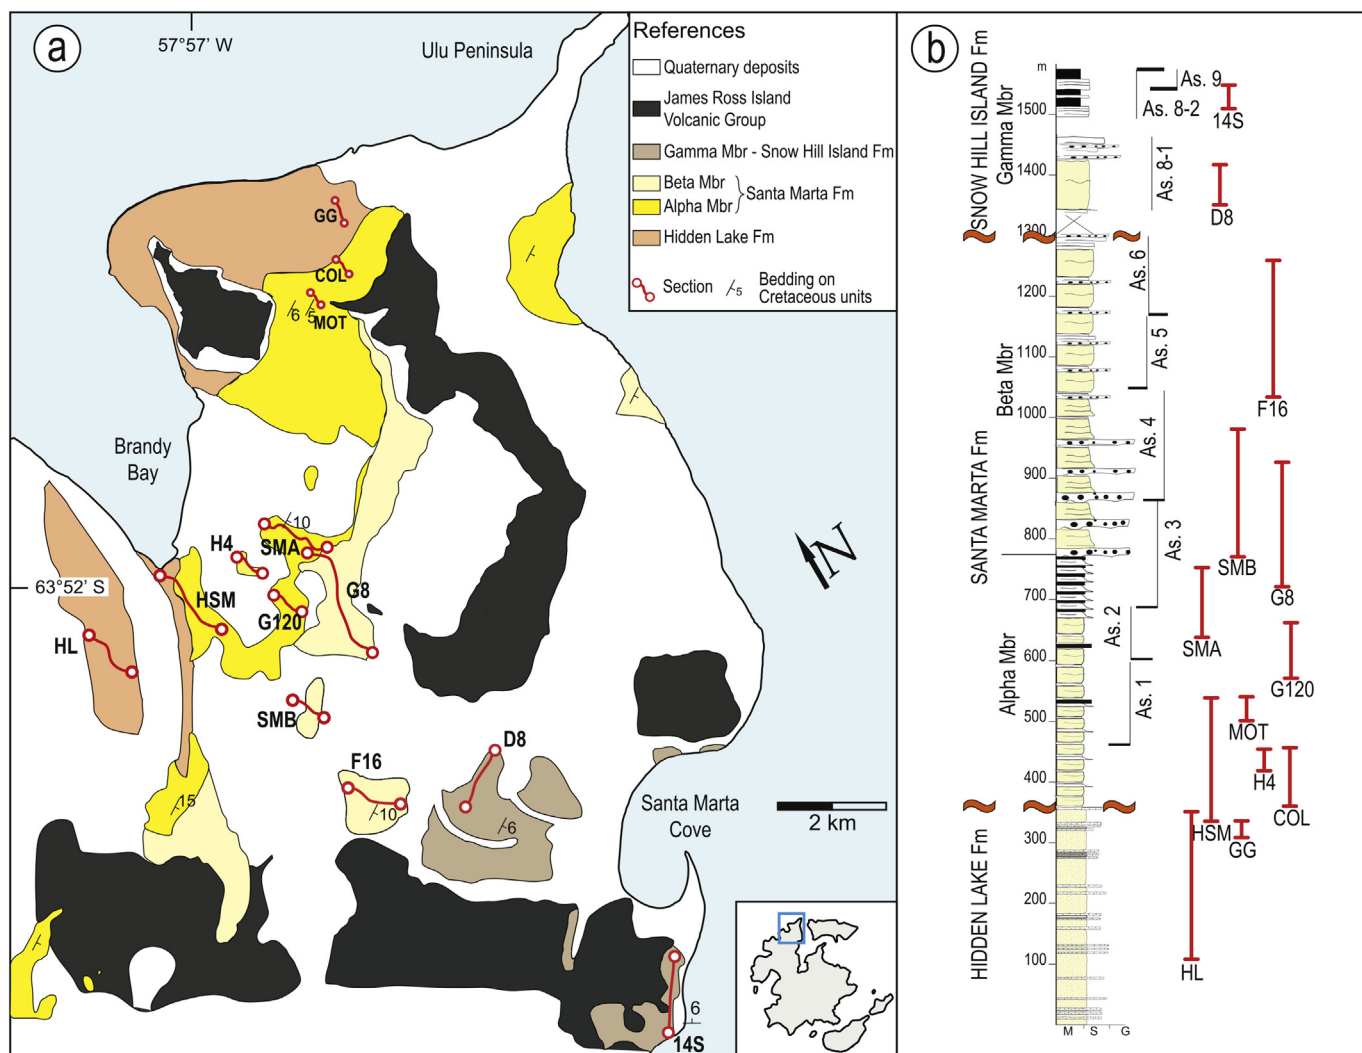 a
57°57' W
Ulu Peninsula
References
Quaternary deposits
James Ross Island
Volcanic Group
Gamma Mbr - Snow Hill Island Fm
Beta Mbr
Alpha Mbr
Santa Marta Fm
Hidden Lake Fm
Section
5
Bedding on
Cretaceous units
GG
COL
6
5
MOT
Brandy
Bay
10
SMA
H4
63°52' S
HSM
G120
G8
HL
SMB
D8
F16
15
10
6
Santa Marta
Cove
2 km
N
6
14S
b
SNOW HILL ISLAND Fm
Gamma Mbr
SANTA MARTA Fm
Beta Mbr
Alpha Mbr
HIDDEN LAKE Fm
m
1500
1400
1300
1200
1100
1000
900
800
700
600
500
400
300
200
100
M S G
As. 9
As. 8-2
As. 8-1
As. 6
As. 5
As. 4
As. 3
As. 2
As. 1
14S
D8
F16
SMB
G8
SMA
G120
MOT
H4
COL
HSM
GG
HL